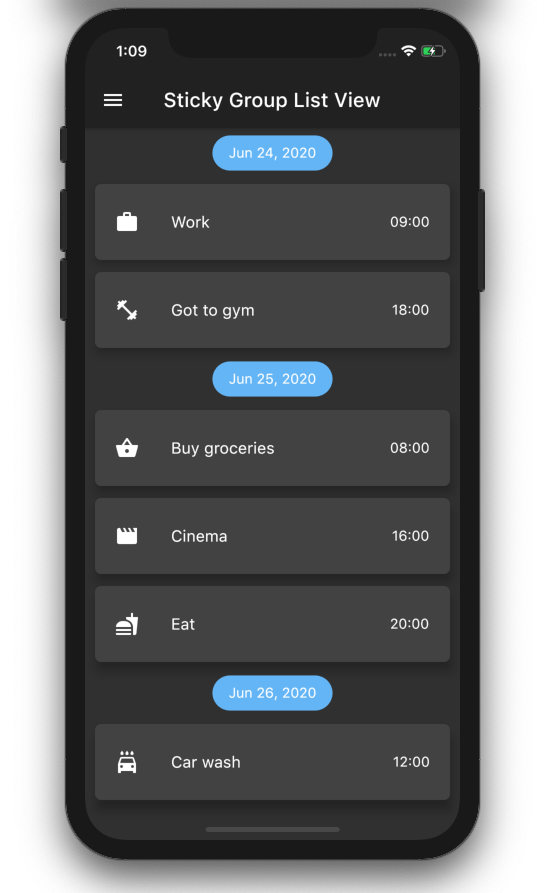 1:09
Sticky Group List View
Jun 24, 2020
Work 09:00
Got to gym 18:00
Jun 25, 2020
Buy groceries 08:00
Cinema 16:00
Eat 20:00
Jun 26, 2020
Car wash 12:00